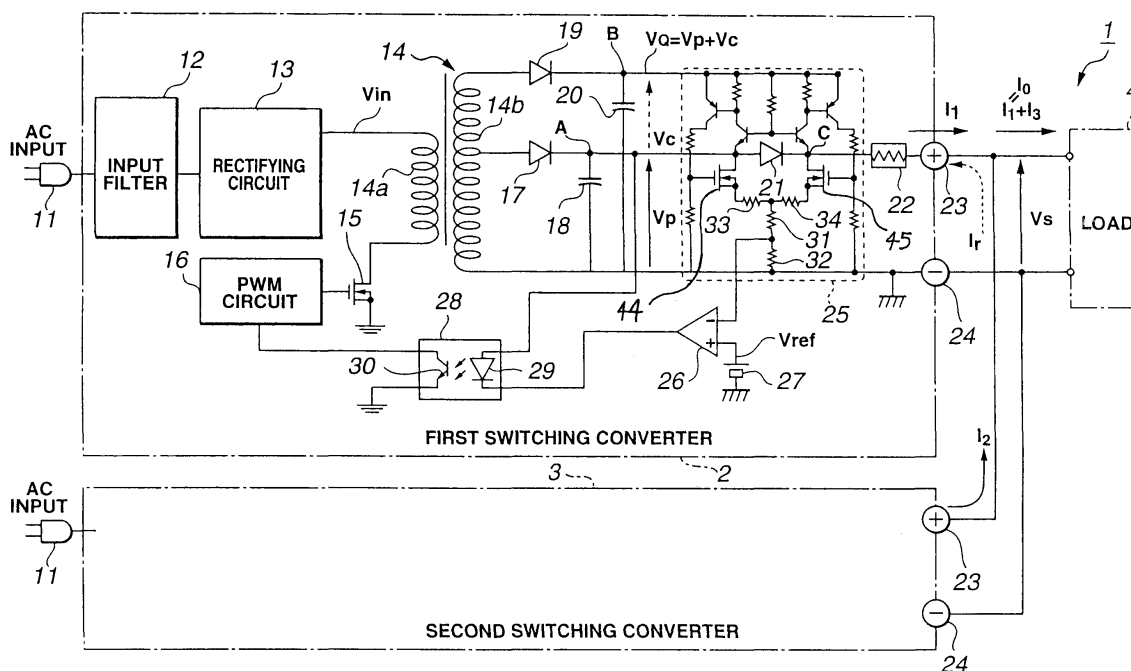 1
14
19
B
VQ=Vp+Vc
12
13
20
I1
I0
I1+I3
4
AC
INPUT
INPUT
FILTER
RECTIFYING
CIRCUIT
Vin
14b
A
Vc
C
11
14a
17
18
21
22
+
23
Vs
LOAD
15
Vp
33
34
31
45
Ir
16
PWM
CIRCUIT
32
−
28
44
25
24
−
+
Vref
30
29
26
27
FIRST SWITCHING CONVERTER
2
I2
3
AC
INPUT
11
+
23
−
SECOND SWITCHING CONVERTER
24